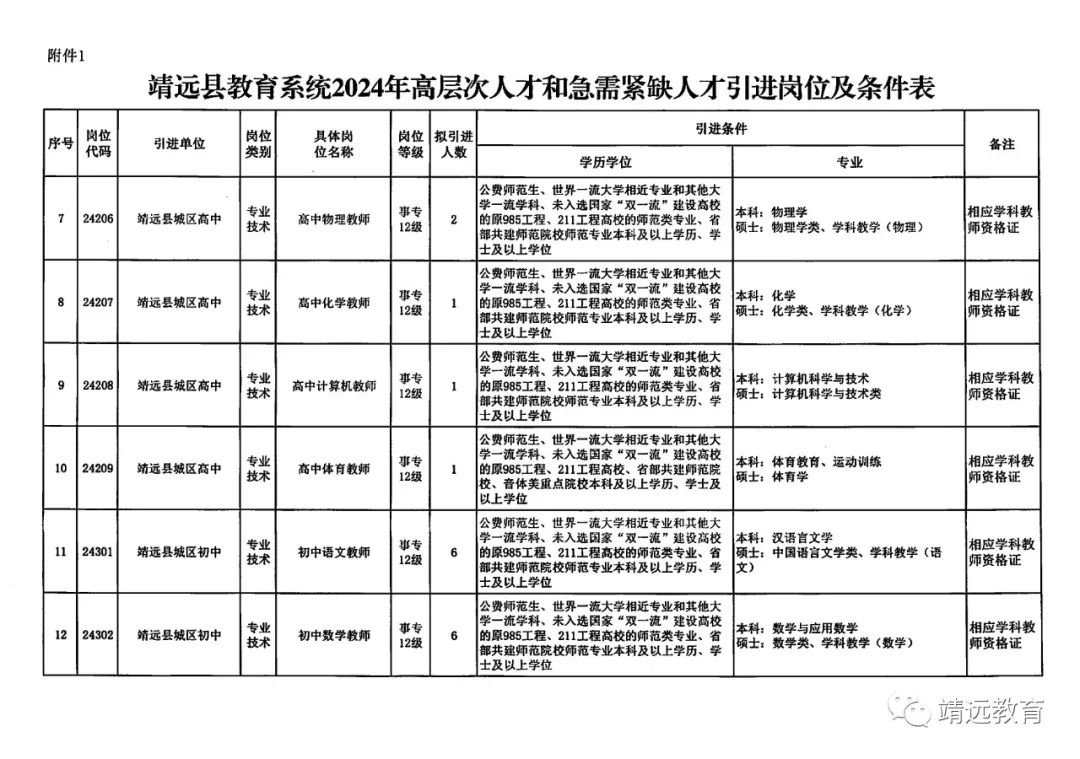 附件1
靖远县教育系统2024年高层次人才和急需紧缺人才引进岗位及条件表
序号 岗位代码 引进单位 岗位类别 具体岗位名称 岗位等级 拟引进人数 引进条件 备注
学历学位 专业
7 24206 靖远县城区高中 专业技术 高中物理教师 事专12级 2
公费师范生、世界一流大学相近专业和其他大
学一流学科、未入选国家“双一流”建设高校
的原985工程、211工程高校的师范类专业、省
部共建师范院校师范专业本科及以上学历、学
士及以上学位
本科：物理学
硕士：物理学类、学科教学（物理）
相应学科教
师资格证
8 24207 靖远县城区高中 专业技术 高中化学教师 事专12级 1
公费师范生、世界一流大学相近专业和其他大
学一流学科、未入选国家“双一流”建设高校
的原985工程、211工程高校的师范类专业、省
部共建师范院校师范专业本科及以上学历、学
士及以上学位
本科：化学
硕士：化学类、学科教学（化学）
相应学科教
师资格证
9 24208 靖远县城区高中 专业技术 高中计算机教师 事专12级 1
公费师范生、世界一流大学相近专业和其他大
学一流学科、未入选国家“双一流”建设高校
的原985工程、211工程高校的师范类专业、省
部共建师范院校师范专业本科及以上学历、学
士及以上学位
本科：计算机科学与技术
硕士：计算机科学与技术类
相应学科教
师资格证
10 24209 靖远县城区高中 专业技术 高中体育教师 事专12级 1
公费师范生、世界一流大学相近专业和其他大
学一流学科、未入选国家“双一流”建设高校
的原985工程、211工程高校、省部共建师范院
校、音体美重点院校本科及以上学历、学士及
以上学位
本科：体育教育、运动训练
硕士：体育学
相应学科教
师资格证
11 24301 靖远县城区初中 专业技术 初中语文教师 事专12级 6
公费师范生、世界一流大学相近专业和其他大
学一流学科、未入选国家“双一流”建设高校
的原985工程、211工程高校的师范类专业、省
部共建师范院校师范专业本科及以上学历、学
士及以上学位
本科：汉语言文学
硕士：中国语言文学类、学科教学（语
文）
相应学科教
师资格证
12 24302 靖远县城区初中 专业技术 初中数学教师 事专12级 6
公费师范生、世界一流大学相近专业和其他大
学一流学科、未入选国家“双一流”建设高校
的原985工程、211工程高校的师范类专业、省
部共建师范院校师范专业本科及以上学历、学
士及以上学位
本科：数学与应用数学
硕士：数学类、学科教学（数学）
相应学科教
师资格证
靖远教育